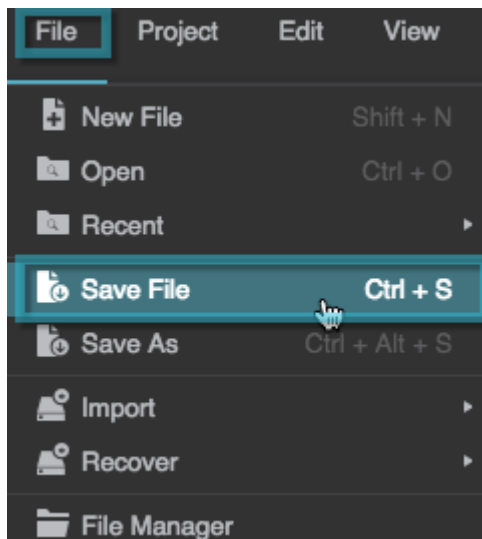 File Project Edit View
New File Shift + N
Open Ctrl + O
Recent
Save File Ctrl + S
Save As Ctrl + Alt + S
Import
Recover
File Manager